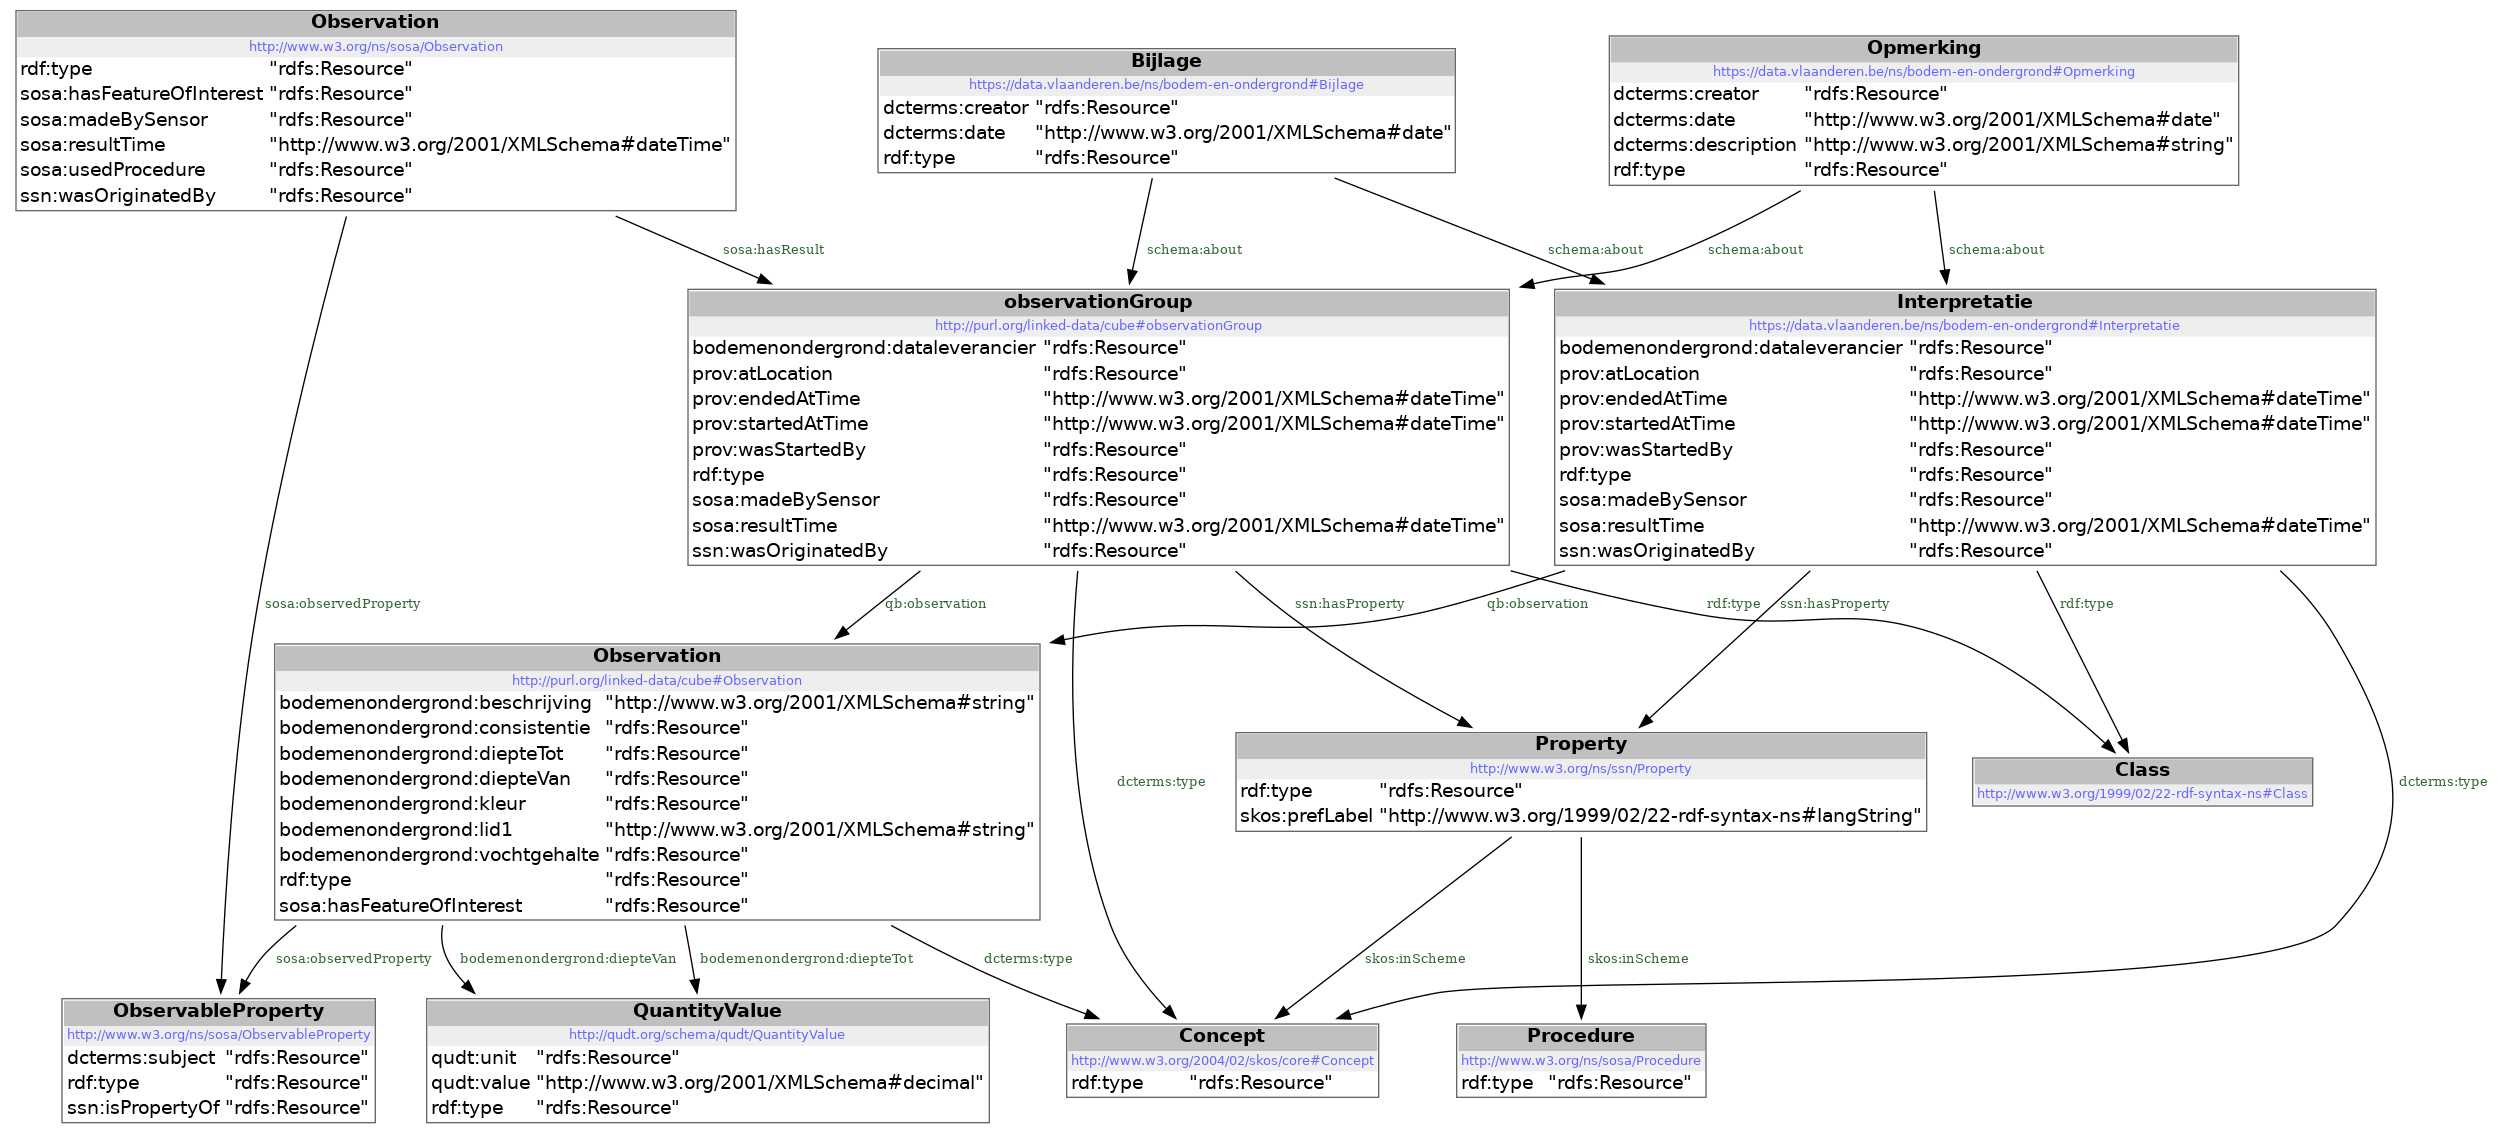 Observation
http://www.w3.org/ns/sosa/Observation
rdf:type "rdfs:Resource"
sosa:hasFeatureOfInterest "rdfs:Resource"
sosa:madeBySensor "rdfs:Resource"
sosa:resultTime "http://www.w3.org/2001/XMLSchema#dateTime"
sosa:usedProcedure "rdfs:Resource"
ssn:wasOriginatedBy "rdfs:Resource"
Bijlage
https://data.vlaanderen.be/ns/bodem-en-ondergrond#Bijlage
dcterms:creator "rdfs:Resource"
dcterms:date "http://www.w3.org/2001/XMLSchema#date"
rdf:type "rdfs:Resource"
Opmerking
https://data.vlaanderen.be/ns/bodem-en-ondergrond#Opmerking
dcterms:creator "rdfs:Resource"
dcterms:date "http://www.w3.org/2001/XMLSchema#date"
dcterms:description "http://www.w3.org/2001/XMLSchema#string"
rdf:type "rdfs:Resource"
sosa:hasResult
schema:about
schema:about
schema:about
schema:about
observationGroup
http://purl.org/linked-data/cube#observationGroup
bodemenondergrond:dataleverancier "rdfs:Resource"
prov:atLocation "rdfs:Resource"
prov:endedAtTime "http://www.w3.org/2001/XMLSchema#dateTime"
prov:startedAtTime "http://www.w3.org/2001/XMLSchema#dateTime"
prov:wasStartedBy "rdfs:Resource"
rdf:type "rdfs:Resource"
sosa:madeBySensor "rdfs:Resource"
sosa:resultTime "http://www.w3.org/2001/XMLSchema#dateTime"
ssn:wasOriginatedBy "rdfs:Resource"
Interpretatie
https://data.vlaanderen.be/ns/bodem-en-ondergrond#Interpretatie
bodemenondergrond:dataleverancier "rdfs:Resource"
prov:atLocation "rdfs:Resource"
prov:endedAtTime "http://www.w3.org/2001/XMLSchema#dateTime"
prov:startedAtTime "http://www.w3.org/2001/XMLSchema#dateTime"
prov:wasStartedBy "rdfs:Resource"
rdf:type "rdfs:Resource"
sosa:madeBySensor "rdfs:Resource"
sosa:resultTime "http://www.w3.org/2001/XMLSchema#dateTime"
ssn:wasOriginatedBy "rdfs:Resource"
sosa:observedProperty
qb:observation
ssn:hasProperty
qb:observation
rdf:type
ssn:hasProperty
rdf:type
Observation
http://purl.org/linked-data/cube#Observation
bodemenondergrond:beschrijving "http://www.w3.org/2001/XMLSchema#string"
bodemenondergrond:consistentie "rdfs:Resource"
bodemenondergrond:diepteTot "rdfs:Resource"
bodemenondergrond:diepteVan "rdfs:Resource"
bodemenondergrond:kleur "rdfs:Resource"
bodemenondergrond:lid1 "http://www.w3.org/2001/XMLSchema#string"
bodemenondergrond:vochtgehalte "rdfs:Resource"
rdf:type "rdfs:Resource"
sosa:hasFeatureOfInterest "rdfs:Resource"
dcterms:type
Property
http://www.w3.org/ns/ssn/Property
rdf:type "rdfs:Resource"
skos:prefLabel "http://www.w3.org/1999/02/22-rdf-syntax-ns#langString"
Class
http://www.w3.org/1999/02/22-rdf-syntax-ns#Class
dcterms:type
sosa:observedProperty
bodemenondergrond:diepteVan
bodemenondergrond:diepteTot
dcterms:type
skos:inScheme
skos:inScheme
ObservableProperty
http://www.w3.org/ns/sosa/ObservableProperty
dcterms:subject "rdfs:Resource"
rdf:type "rdfs:Resource"
ssn:isPropertyOf "rdfs:Resource"
QuantityValue
http://qudt.org/schema/qudt/QuantityValue
qudt:unit "rdfs:Resource"
qudt:value "http://www.w3.org/2001/XMLSchema#decimal"
rdf:type "rdfs:Resource"
Concept
http://www.w3.org/2004/02/skos/core#Concept
rdf:type "rdfs:Resource"
Procedure
http://www.w3.org/ns/sosa/Procedure
rdf:type "rdfs:Resource"